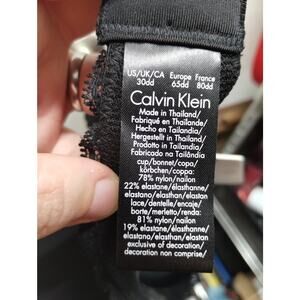 US/UK/CA Europe France
30dd 65dd 80dd
Calvin Klein
Made in Thailand/
Fabriqué en Thaïlande/
Hecho en Tailandia/
Hergestellt in Thailand/
Prodotto in Tailandia/
Fabricado na Tailândia
cup/bonnet/copa/
körbchen/coppa:
78% nylon/nailon
22% elastane/élasthanne/
elastano/elasthan/elastan
lace/dentelle/encaje/
borte/merletto/renda:
81% nylon/nailon
19% elastane/élasthanne/
elastano/elasthan/elastan
exclusive of decoration/
decoration non comprise/